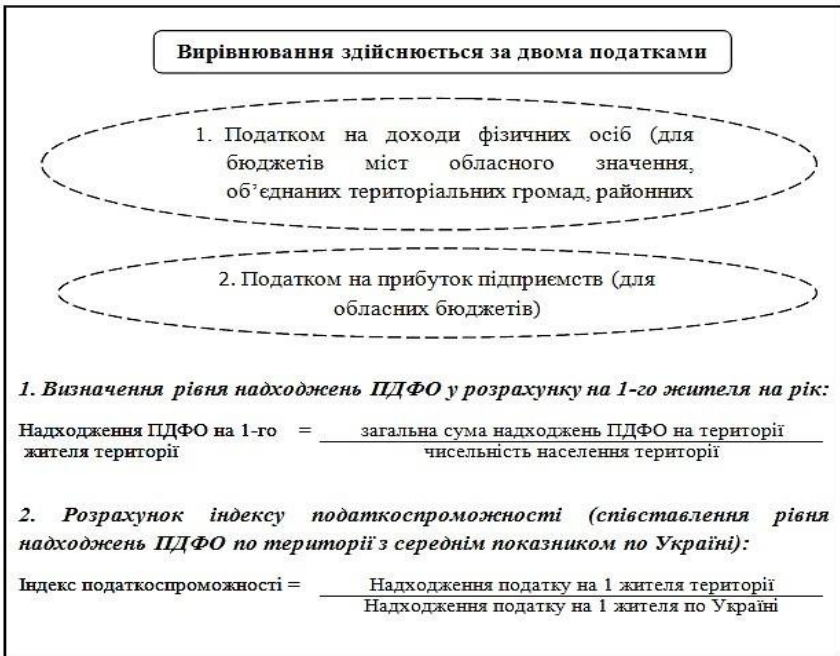 Вирівнювання здійснюється за двома податками
1. Податком на доходи фізичних осіб (для
бюджетів міст обласного значення,
об’єднаних територіальних громад, районних
2. Податком на прибуток підприємств (для
обласних бюджетів)
1. Визначення рівня надходжень ПДФО у розрахунку на 1-го жителя на рік:
Надходження ПДФО на 1-го = загальна сума надходжень ПДФО на території
жителя території чисельність населення території
2. Розрахунок індексу податкоспроможності (співставлення рівня
надходжень ПДФО по території з середнім показником по Україні):
Індекс податкоспроможності = Надходження податку на 1 жителя території
Надходження податку на 1 жителя по Україні